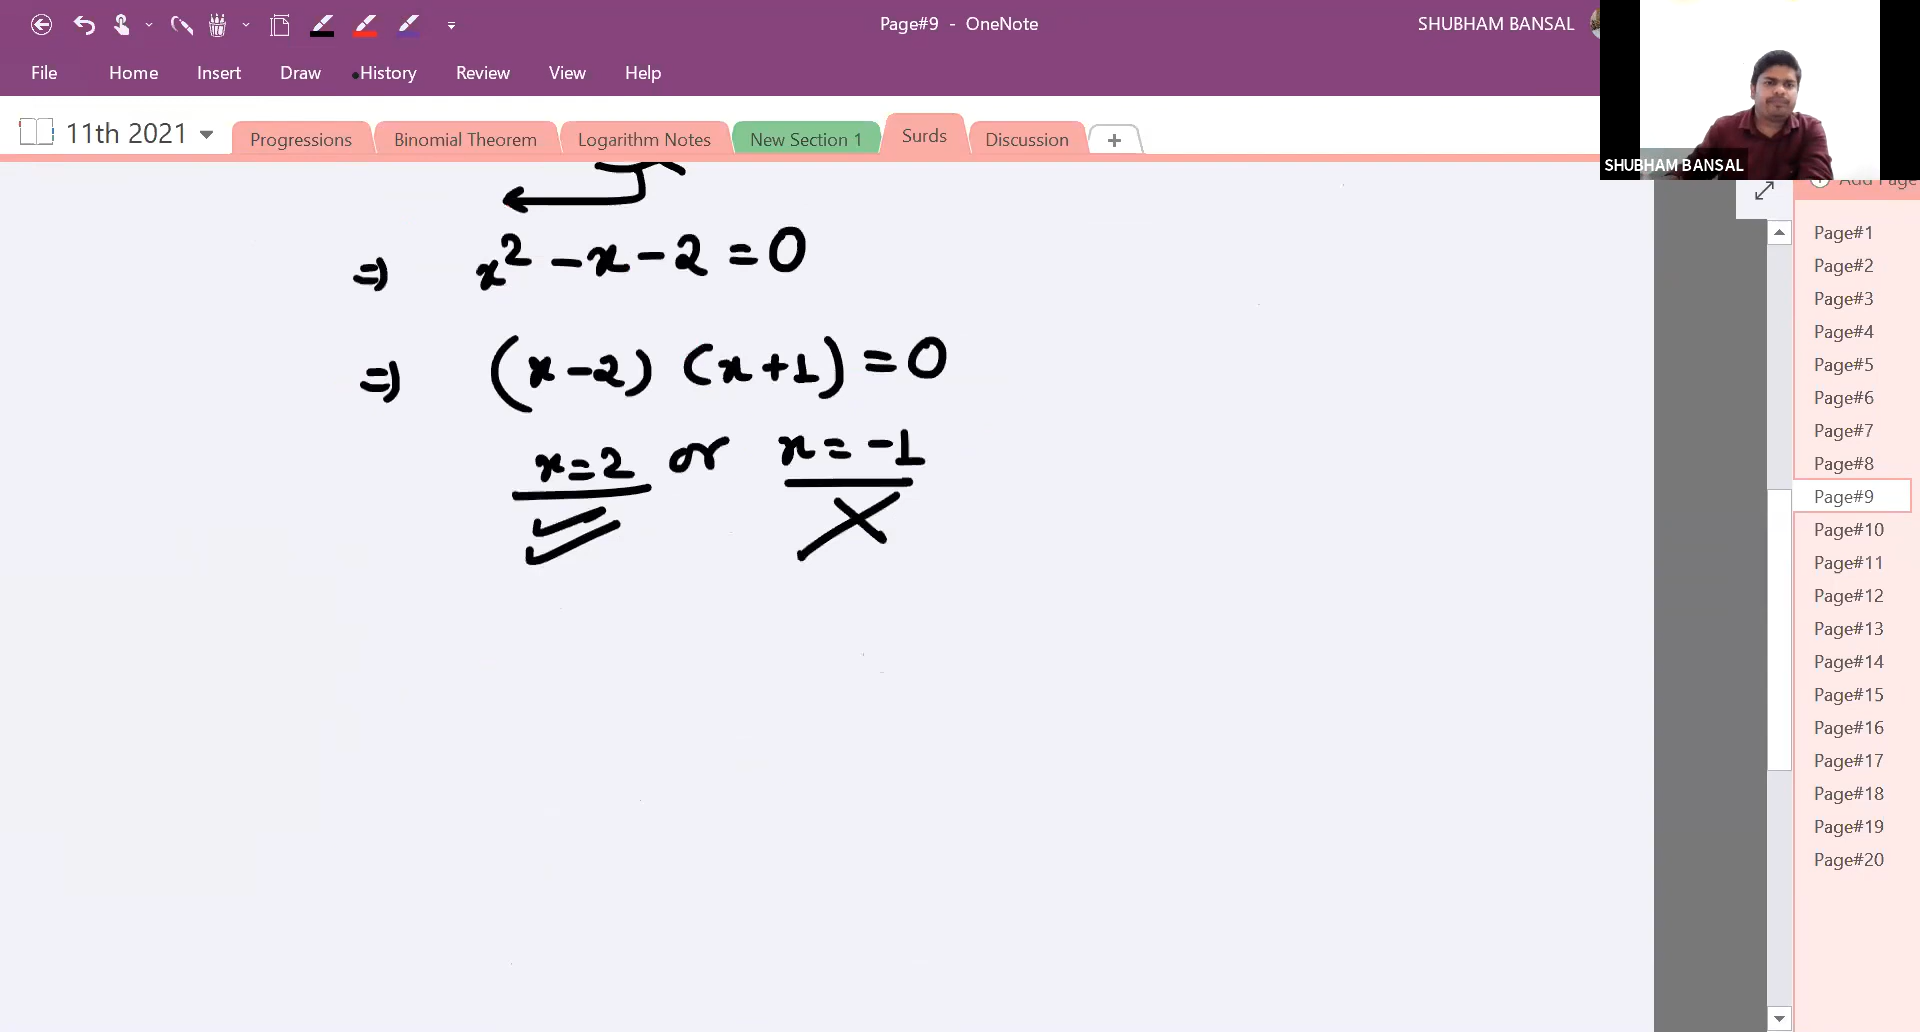 Page#9 - OneNote
SHUBHAM BANSAL
File Home Insert Draw History Review View Help
SHUBHAM BANSAL
11th 2021
Progressions Binomial Theorem Logarithm Notes New Section 1 Surds Discussion +
Add Page
⇒ x² - x - 2 = 0
⇒ (x-2) (x+1) = 0
x=2 or x = -1
Page#1
Page#2
Page#3
Page#4
Page#5
Page#6
Page#7
Page#8
Page#9
Page#10
Page#11
Page#12
Page#13
Page#14
Page#15
Page#16
Page#17
Page#18
Page#19
Page#20